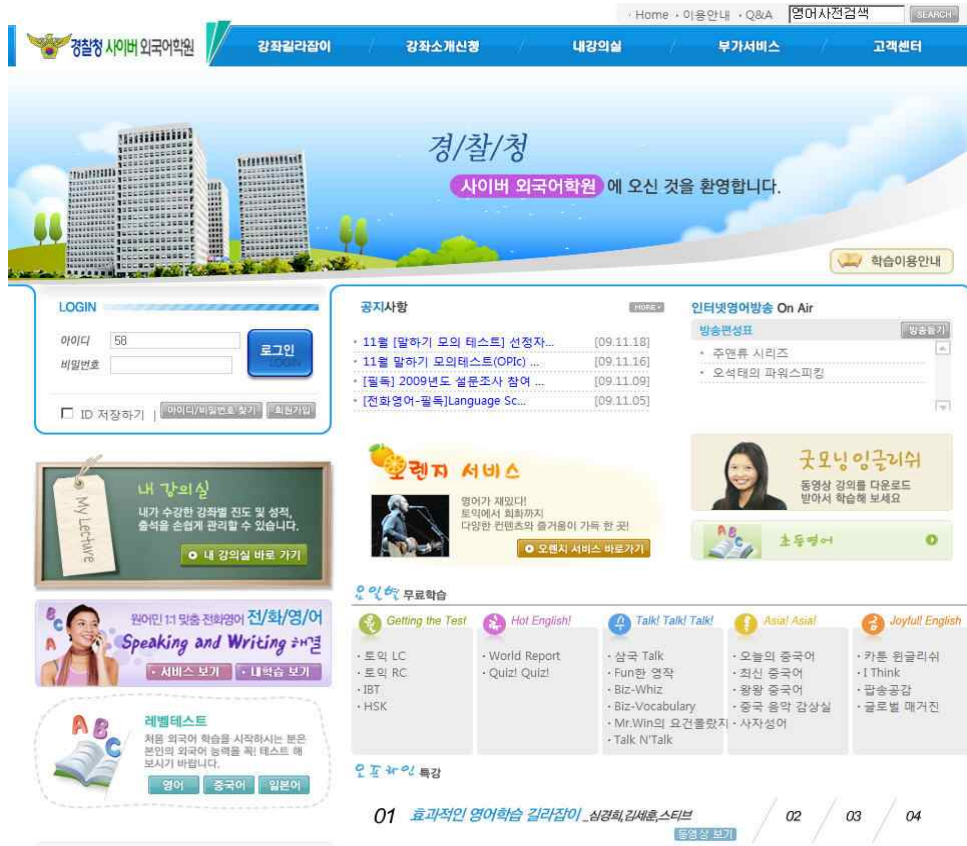 · Home · 이용안내 · Q&A 영어사전검색 SEARCH
경찰청 사이버 외국어학원
강좌길라잡이 / 강좌소개신청 / 내강의실 / 부가서비스 / 고객센터
경/찰/청
사이버 외국어학원 에 오신 것을 환영합니다.
학습이용안내
LOGIN
아이디 58
비밀번호
로그인
LOGIN
ID 저장하기 | 아이디/비밀번호 찾기 회원가입
공지사항 MORE
· 11월 [말하기 모의 테스트] 선정자... [09.11.18]
· 11월 말하기 모의테스트(OPIc) ... [09.11.16]
· [필독] 2009년도 설문조사 참여 ... [09.11.09]
· [전화영어-필독]Language Sc... [09.11.05]
인터넷영어방송 On Air
방송편성표 방송듣기
· 주앤류 시리즈
· 오석태의 파워스피킹
My Lecture
내 강의실
내가 수강한 강좌별 진도 및 성적,
출석을 손쉽게 관리할 수 있습니다.
내 강의실 바로 가기
오렌지 서비스
영어가 재밌다!
토익에서 회화까지
다양한 컨텐츠와 즐거움이 가득 한 곳!
오렌지 서비스 바로가기
굿모닝 잉글리쉬
동영상 강의를 다운로드
받아서 학습해 보세요
ABC
초등영어
B C A
원어민 1:1 맞춤 전화영어 전/화/영/어
Speaking and Writing 해결
· 서비스 보기 · 내학습 보기
ABC
레벨테스트
처음 외국어 학습을 시작하시는 분은
본인의 외국어 능력을 꼭! 테스트 해
보시기 바랍니다.
영어 중국어 일본어
요일별 무료학습
월 Getting the Test
· 토익 LC
· 토익 RC
· IBT
· HSK
화 Hot English!
· World Report
· Quiz! Quiz!
수 Talk! Talk! Talk!
· 삼국 Talk
· Fun한 영작
· Biz-Whiz
· Biz-Vocabulary
· Mr.Win의 요건몰랐지
· Talk N'Talk
Asia! Asia!
· 오늘의 중국어
· 최신 중국어
· 왕왕 중국어
· 중국 음악 감상실
· 사자성어
금 Joyful! English
· 카툰 윈글리쉬
· I Think
· 팝송공감
· 글로벌 매거진
오프라인 특강
01 효과적인 영어학습 길라잡이 _심경희,김세훈,스티브 / 02 / 03 / 04
동영상 보기